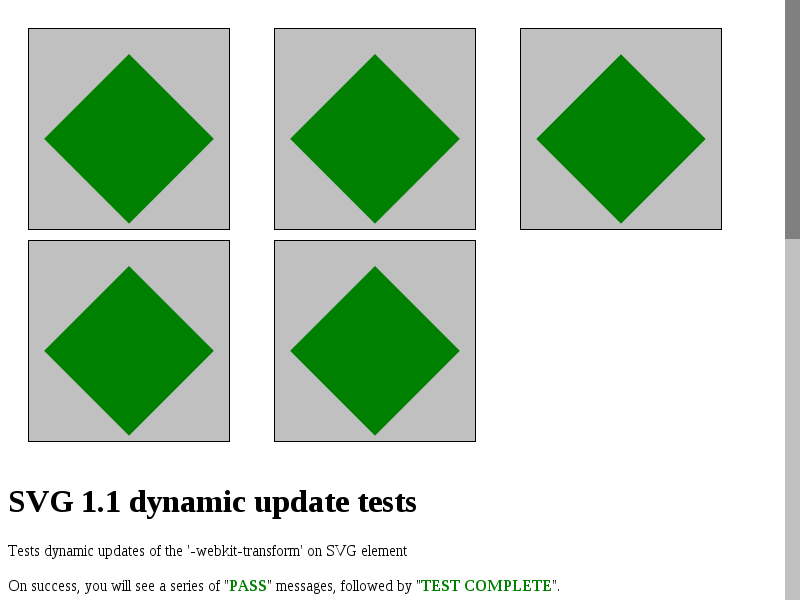 SVG 1.1 dynamic update tests
Tests dynamic updates of the '-webkit-transform' on SVG element
On success, you will see a series of "PASS" messages, followed by "TEST COMPLETE".